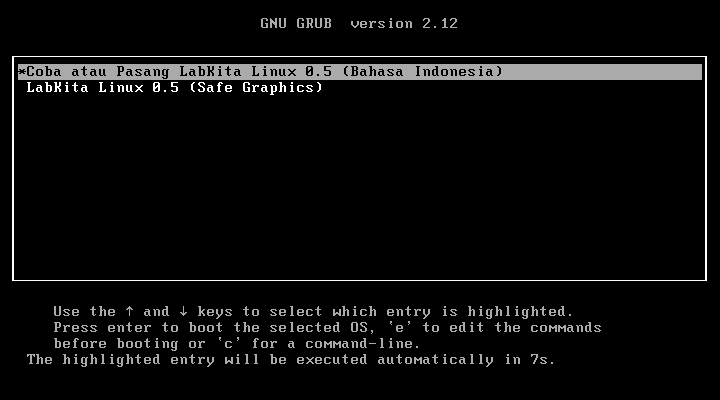 GNU GRUB  version 2.12
*Coba atau Pasang LabKita Linux 0.5 (Bahasa Indonesia)
LabKita Linux 0.5 (Safe Graphics)
Use the ↑ and ↓ keys to select which entry is highlighted.
Press enter to boot the selected OS, `e' to edit the commands
before booting or `c' for a command-line.
The highlighted entry will be executed automatically in 7s.